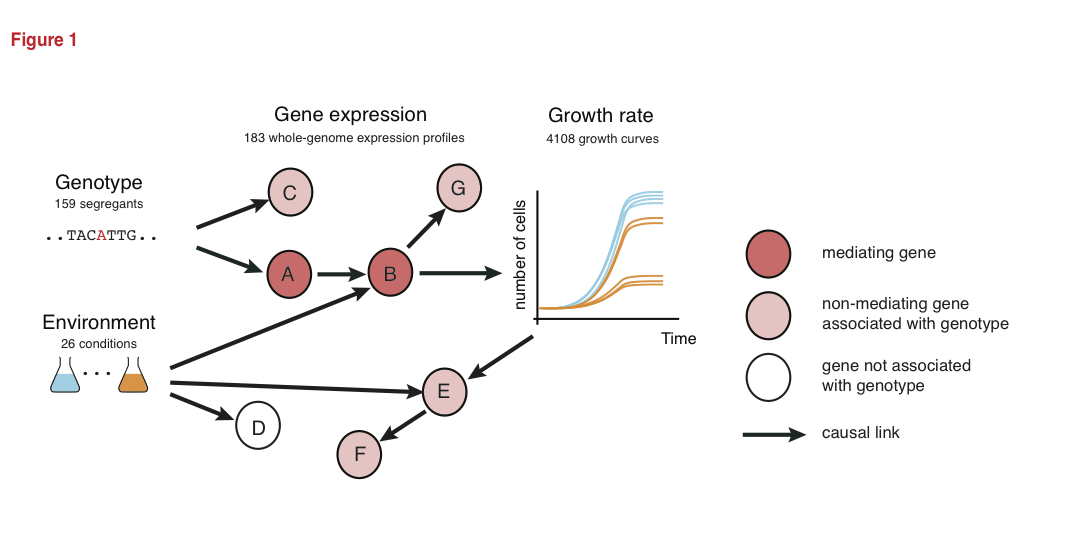 Figure 1
Gene expression
183 whole-genome expression profiles
Growth rate
4108 growth curves
Genotype
159 segregants
..TACATTG..
C
G
A
B
number of cells
Time
Environment
26 conditions
...
E
D
F
mediating gene
non-mediating gene
associated with genotype
gene not associated
with genotype
causal link